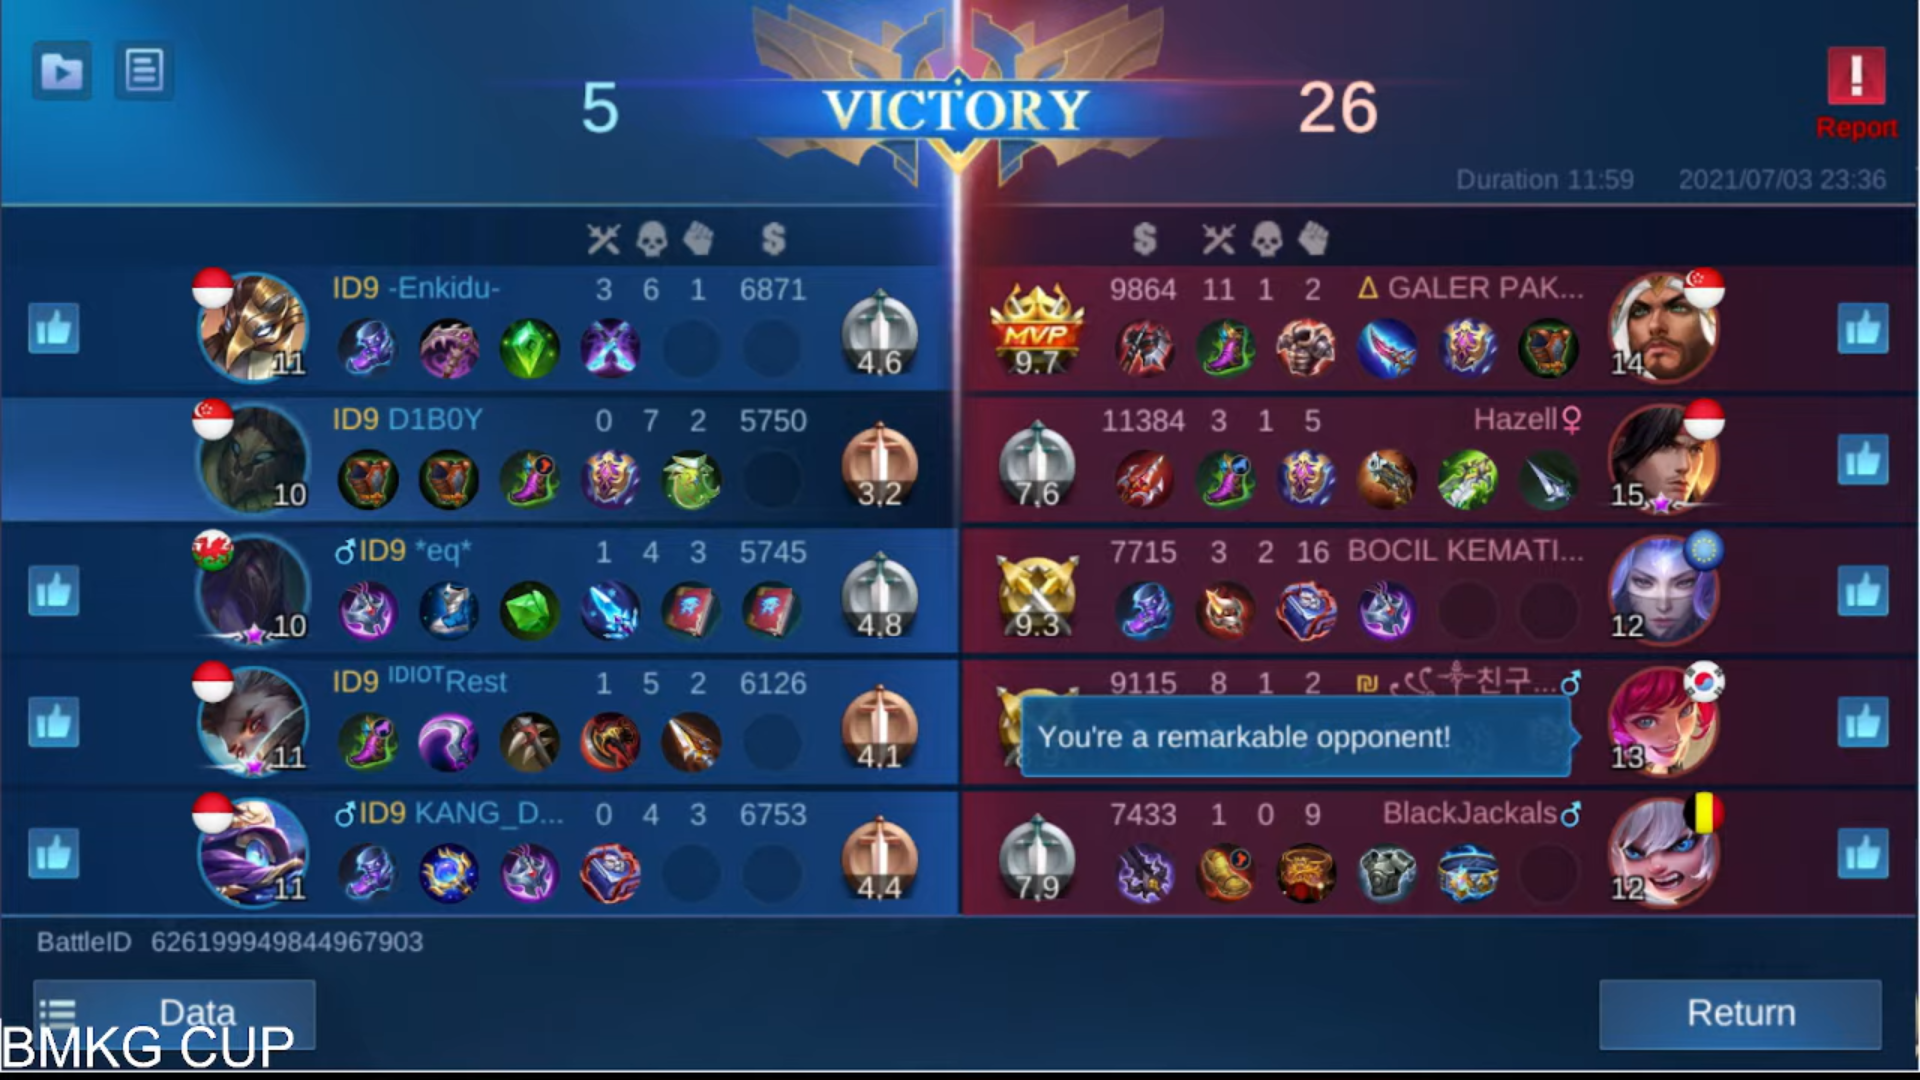 5 VICTORY 26
Report
Duration 11:59 2021/07/03 23:36
ID9 -Enkidu- 3 6 1 6871
11 4.6
MVP 9.7 9864 11 1 2 Δ GALER PAK...
14
ID9 D1B0Y 0 7 2 5750
10 3.2
7.6 11384 3 1 5 Hazell♀
15
♂ID9 *eq* 1 4 3 5745
10 4.8
9.3 7715 3 2 16 BOCIL KEMATI...
12
ID9 IDIOTRest 1 5 2 6126
11 4.1
9115 8 1 2 친구...♂
You're a remarkable opponent!
13
♂ID9 KANG_D... 0 4 3 6753
11 4.4
7.9 7433 1 0 9 BlackJackals♂
12
BattleID 626199949844967903
Data
Return
BMKG CUP